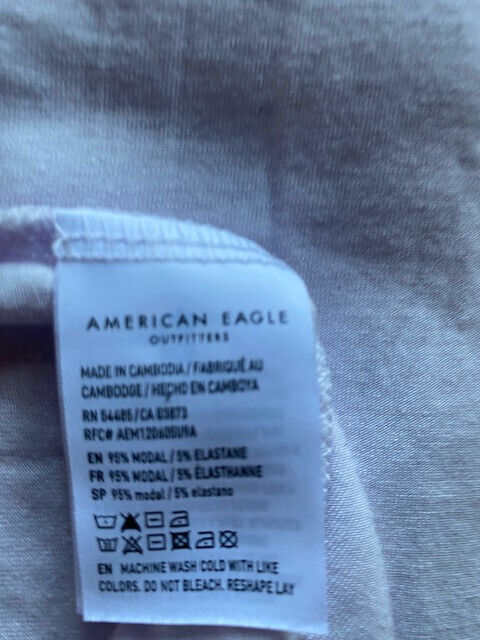 AMERICAN EAGLE
OUTFITTERS
MADE IN CAMBODIA / FABRIQUÉ AU
CAMBODGE / HECHO EN CAMBOYA
RN 54485 / CA 03873
RFC# AEM120605U9A
EN 95% MODAL / 5% ELASTANE
FR 95% MODAL / 5% ÉLASTHANNE
SP 95% modal / 5% elastano
EN MACHINE WASH COLD WITH LIKE
COLORS. DO NOT BLEACH. RESHAPE LAY